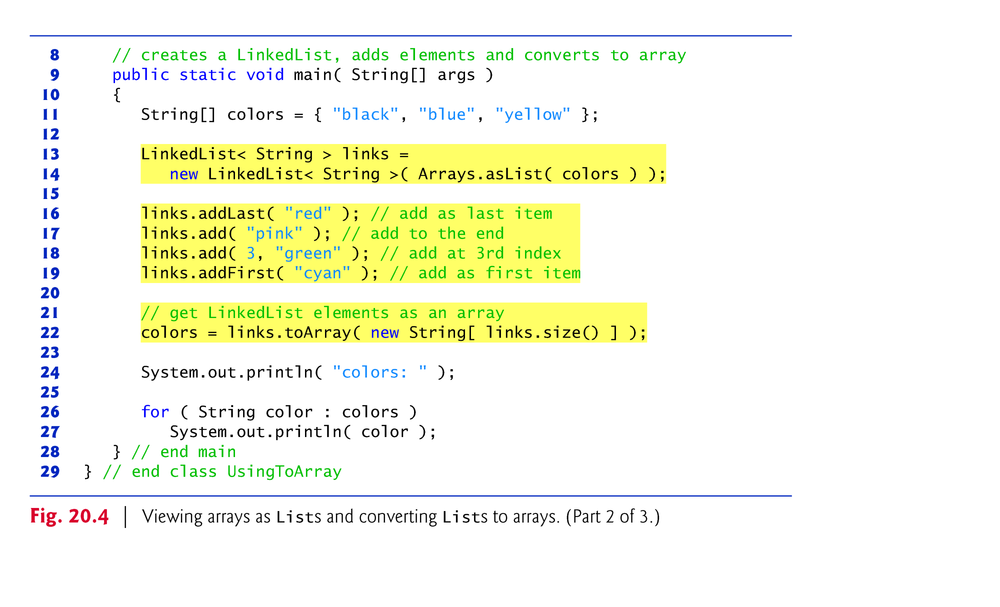 8 // creates a LinkedList, adds elements and converts to array
9 public static void main( String[] args )
10 {
11 String[] colors = { "black", "blue", "yellow" };
12
13 LinkedList< String > links =
14 new LinkedList< String >( Arrays.asList( colors ) );
15
16 links.addLast( "red" ); // add as last item
17 links.add( "pink" ); // add to the end
18 links.add( 3, "green" ); // add at 3rd index
19 links.addFirst( "cyan" ); // add as first item
20
21 // get LinkedList elements as an array
22 colors = links.toArray( new String[ links.size() ] );
23
24 System.out.println( "colors: " );
25
26 for ( String color : colors )
27 System.out.println( color );
28 } // end main
29 } // end class UsingToArray
Fig. 20.4 | Viewing arrays as Lists and converting Lists to arrays. (Part 2 of 3.)